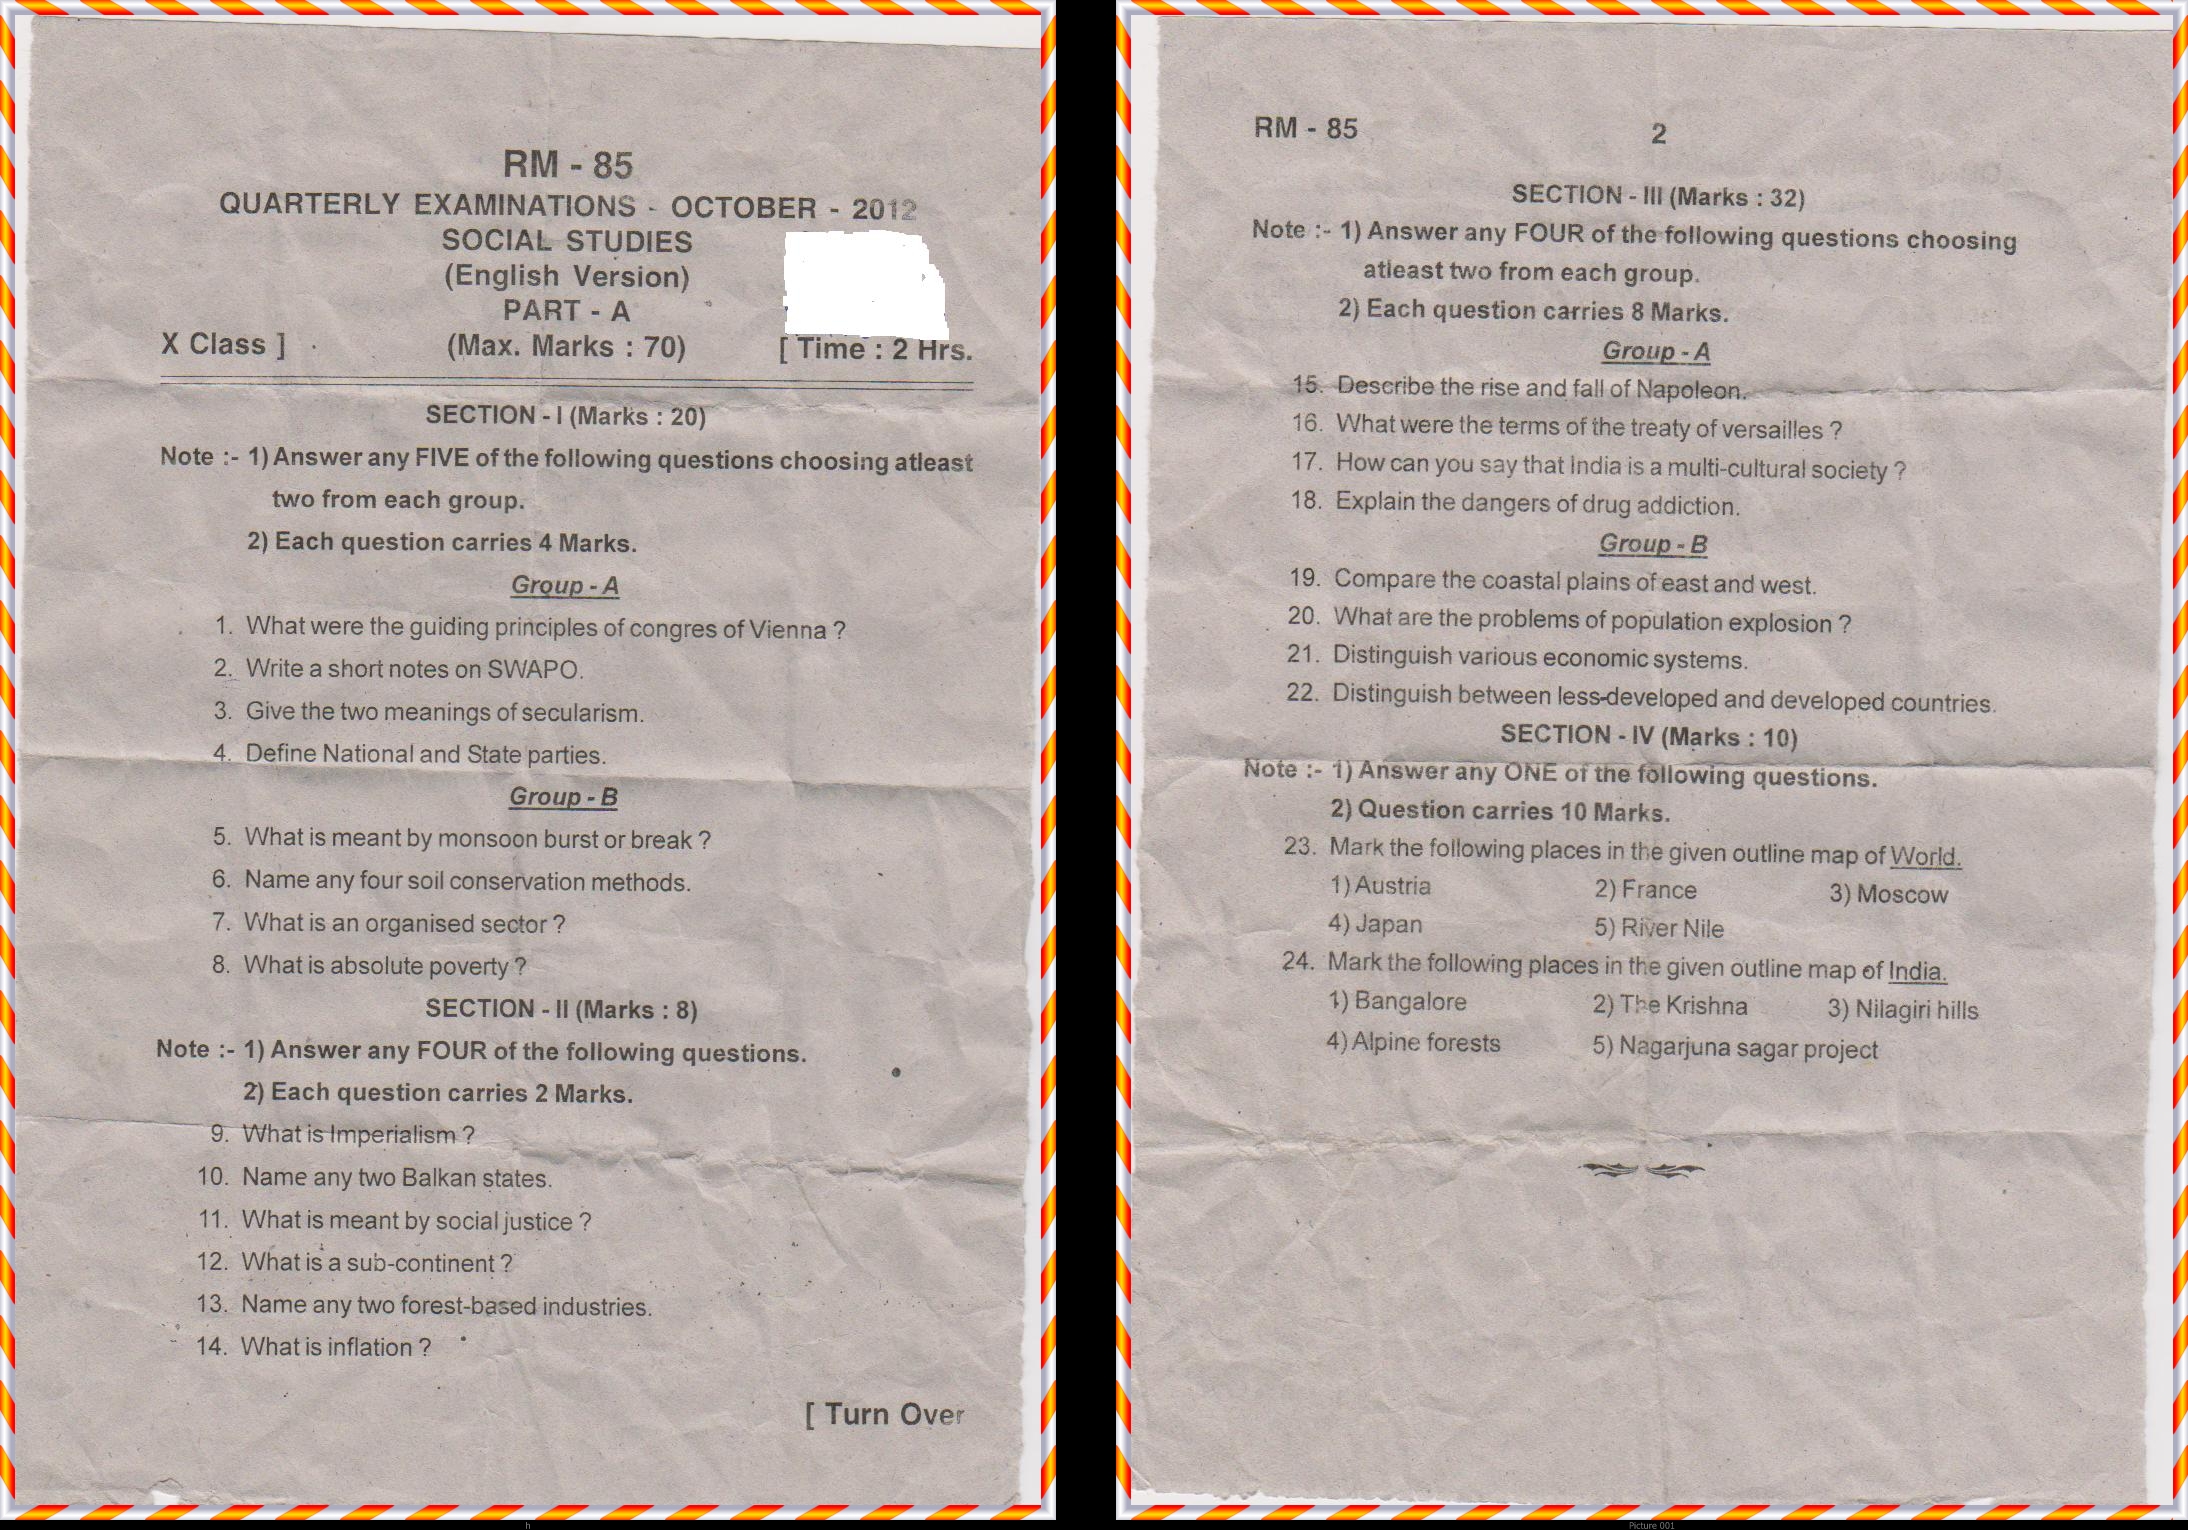 RM - 85
QUARTERLY EXAMINATIONS - OCTOBER - 2012
SOCIAL STUDIES
(English Version)
PART - A
X Class ] (Max. Marks : 70) [ Time : 2 Hrs.
SECTION - I (Marks : 20)
Note :- 1) Answer any FIVE of the following questions choosing atleast
two from each group.
2) Each question carries 4 Marks.
Group - A
1. What were the guiding principles of congres of Vienna ?
2. Write a short notes on SWAPO.
3. Give the two meanings of secularism.
4. Define National and State parties.
Group - B
5. What is meant by monsoon burst or break ?
6. Name any four soil conservation methods.
7. What is an organised sector ?
8. What is absolute poverty ?
SECTION - II (Marks : 8)
Note :- 1) Answer any FOUR of the following questions.
2) Each question carries 2 Marks.
9. What is Imperialism ?
10. Name any two Balkan states.
11. What is meant by social justice ?
12. What is a sub-continent ?
13. Name any two forest-based industries.
14. What is inflation ?
[ Turn Over
h
RM - 85 2
SECTION - III (Marks : 32)
Note :- 1) Answer any FOUR of the following questions choosing
atleast two from each group.
2) Each question carries 8 Marks.
Group - A
15. Describe the rise and fall of Napoleon.
16. What were the terms of the treaty of versailles ?
17. How can you say that India is a multi-cultural society ?
18. Explain the dangers of drug addiction.
Group - B
19. Compare the coastal plains of east and west.
20. What are the problems of population explosion ?
21. Distinguish various economic systems.
22. Distinguish between less-developed and developed countries.
SECTION - IV (Marks : 10)
Note :- 1) Answer any ONE of the following questions.
2) Question carries 10 Marks.
23. Mark the following places in the given outline map of World.
1) Austria 2) France 3) Moscow
4) Japan 5) River Nile
24. Mark the following places in the given outline map of India.
1) Bangalore 2) The Krishna 3) Nilagiri hills
4) Alpine forests 5) Nagarjuna sagar project
Picture 001